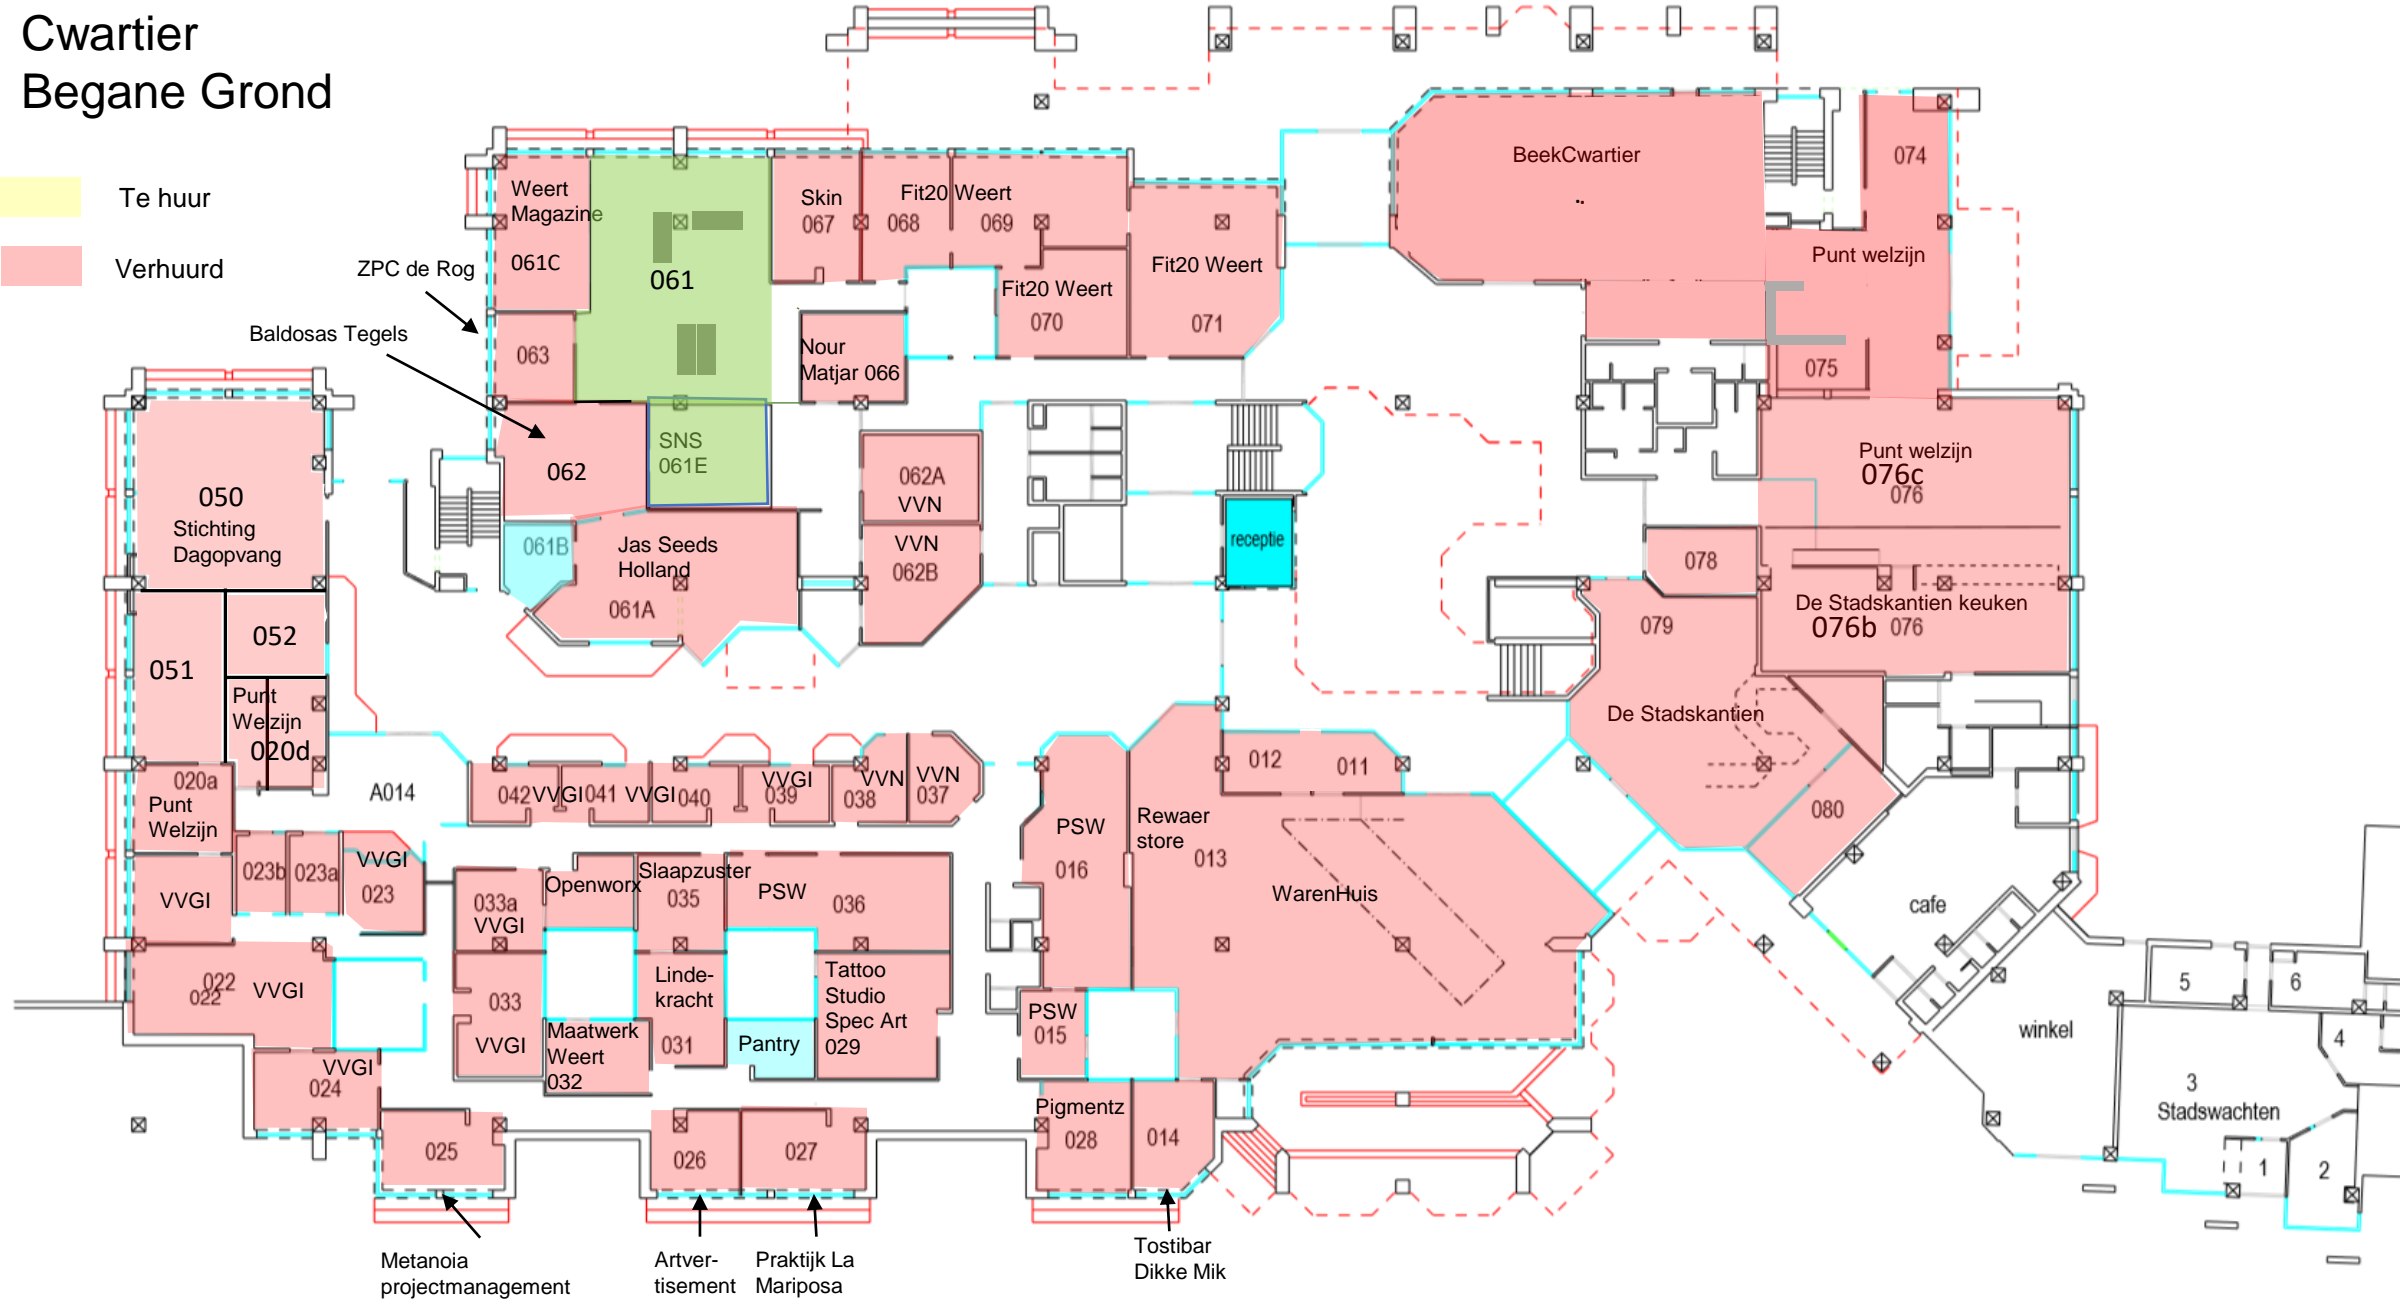 Cwartier
Begane Grond
Te huur
Verhuurd
ZPC de Rog
Baldosas Tegels
Weert
Magazine
061C
061
063
Skin
067
Fit20 Weert
068
069
Fit20 Weert
070
Fit20 Weert
071
Nour
Matjar 066
BeekCwartier
..
074
Punt welzijn
075
Punt welzijn
076c
076
De Stadskantien keuken
076b 076
078
079
De Stadskantien
080
SNS
061E
062
062A
VVN
VVN
062B
061B
Jas Seeds
Holland
061A
receptie
050
Stichting
Dagopvang
052
051
Punt
Welzijn
020d
020a
Punt
Welzijn
A014
042 VVGI 041 VVGI 040
VVGI
039
VVN
038
VVN
037
023b
023a
VVGI
023
VVGI
022
022
VVGI
VVGI
024
025
033a
VVGI
033
VVGI
Openworx
Slaapzuster
035
PSW
036
Linde-
kracht
031
Maatwerk
Weert
032
Pantry
Tattoo
Studio
Spec Art
029
026
027
PSW
016
PSW
015
Pigmentz
028
014
Rewaer
store
013
012
011
WarenHuis
cafe
winkel
5
6
4
3
Stadswachten
1
2
Metanoia
projectmanagement
Artver-
tisement
Praktijk La
Mariposa
Tostibar
Dikke Mik